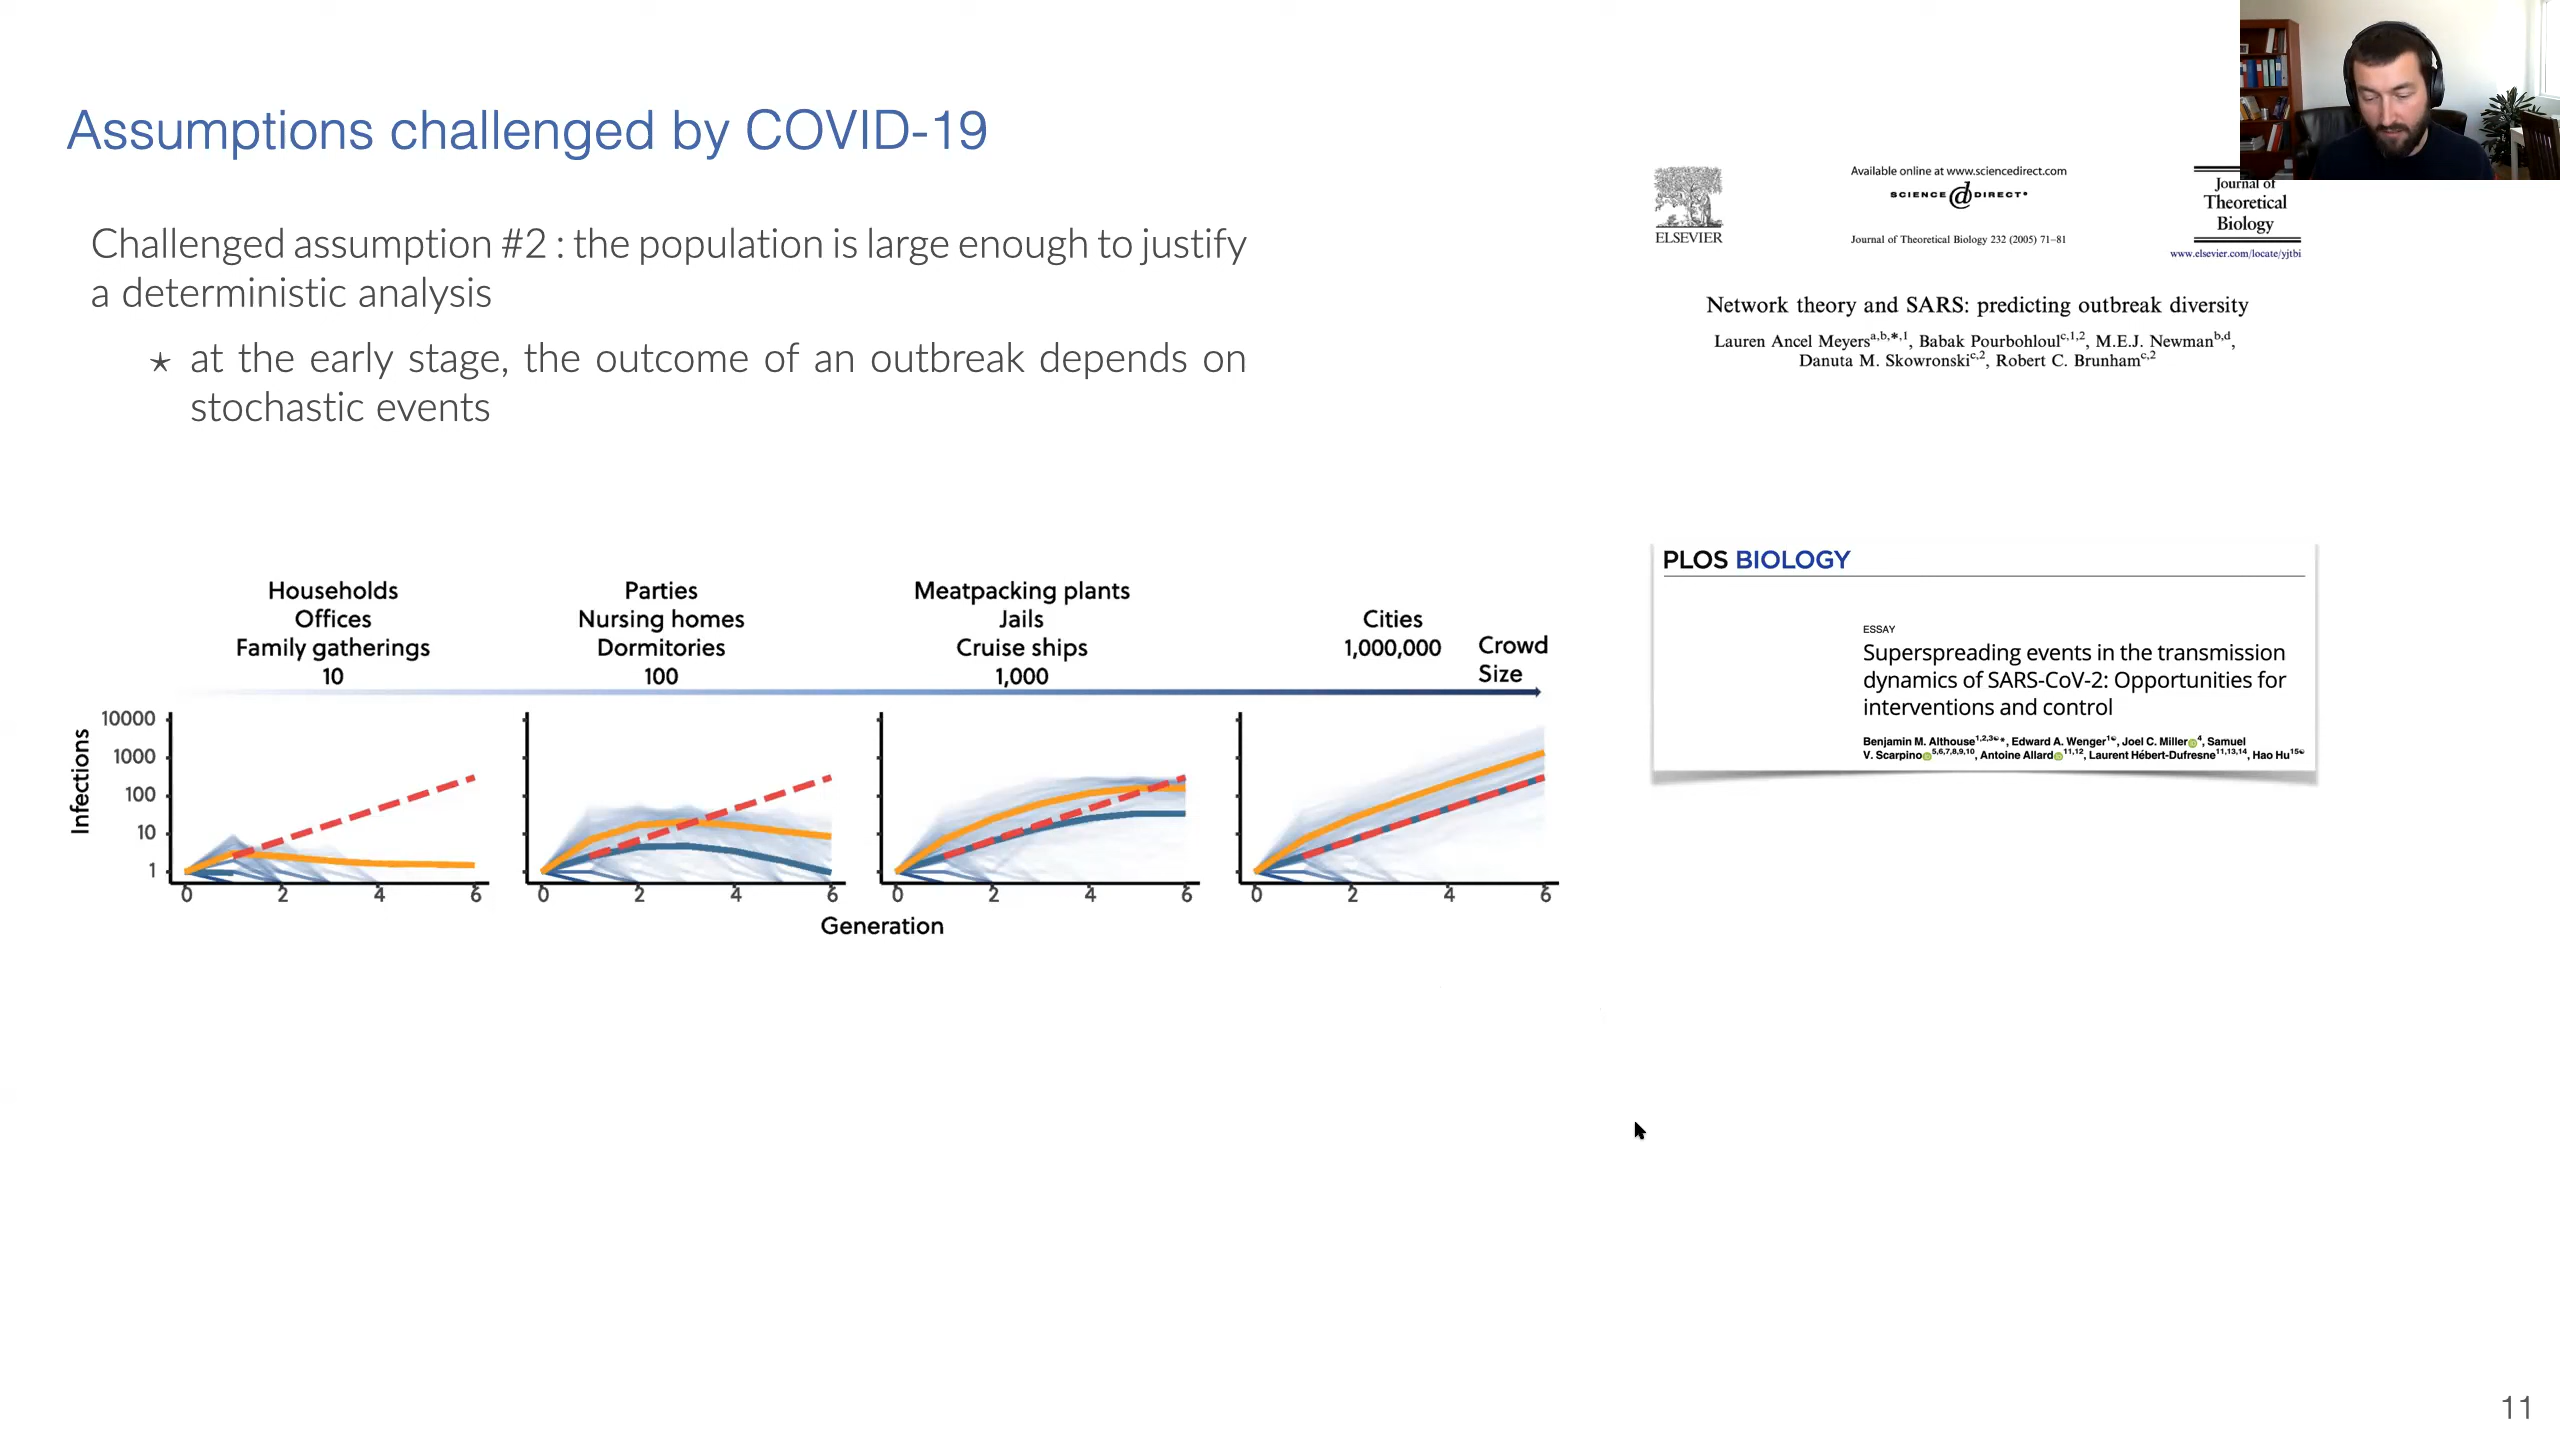 Assumptions challenged by COVID-19
Challenged assumption #2 : the population is large enough to justify
a deterministic analysis
★ at the early stage, the outcome of an outbreak depends on
stochastic events
ELSEVIER
Available online at www.sciencedirect.com
SCIENCE @ DIRECT®
Journal of Theoretical Biology 232 (2005) 71–81
Journal of
Theoretical
Biology
www.elsevier.com/locate/yjtbi
Network theory and SARS: predicting outbreak diversity
Lauren Ancel Meyers^a,b,*,1, Babak Pourbohloul^c,1,2, M.E.J. Newman^b,d,
Danuta M. Skowronski^c,2, Robert C. Brunham^c,2
PLOS BIOLOGY
ESSAY
Superspreading events in the transmission
dynamics of SARS-CoV-2: Opportunities for
interventions and control
Benjamin M. Althouse^1,2,3☯*, Edward A. Wenger^1☯, Joel C. Miller^4, Samuel
V. Scarpino^5,6,7,8,9,10, Antoine Allard^11,12, Laurent Hébert-Dufresne^11,13,14, Hao Hu^15☯
Households
Offices
Family gatherings
10
Parties
Nursing homes
Dormitories
100
Meatpacking plants
Jails
Cruise ships
1,000
Cities
1,000,000
Crowd
Size
Infections
10000
1000
100
10
1
0 2 4 6
0 2 4 6
0 2 4 6
0 2 4 6
Generation
11